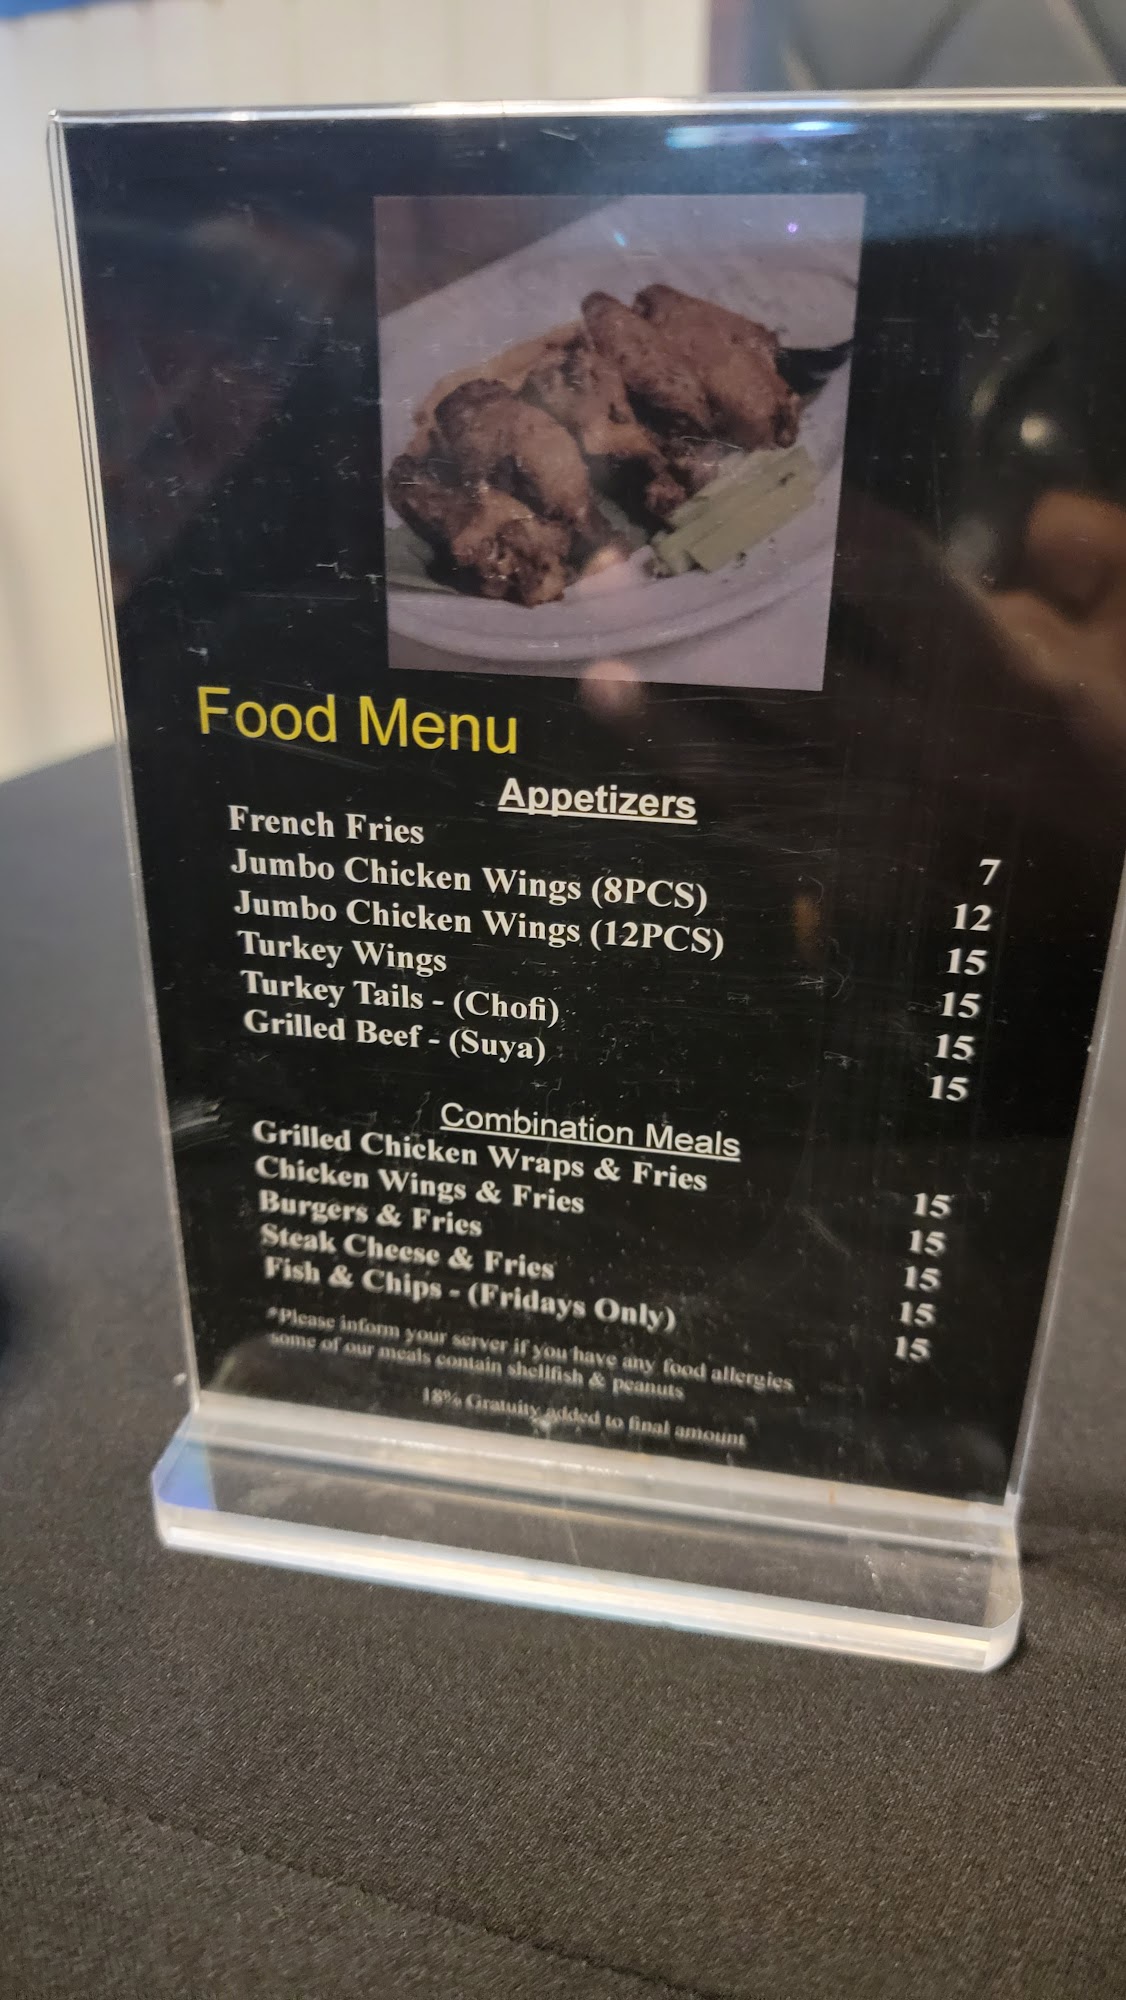 Food Menu
Appetizers
French Fries 7
Jumbo Chicken Wings (8PCS) 12
Jumbo Chicken Wings (12PCS) 15
Turkey Wings 15
Turkey Tails - (Chofi) 15
Grilled Beef - (Suya) 15
Combination Meals
Grilled Chicken Wraps & Fries 15
Chicken Wings & Fries 15
Burgers & Fries 15
Steak Cheese & Fries 15
Fish & Chips - (Fridays Only) 15
*Please inform your server if you have any food allergies
some of our meals contain shellfish & peanuts
18% Gratuity added to final amount